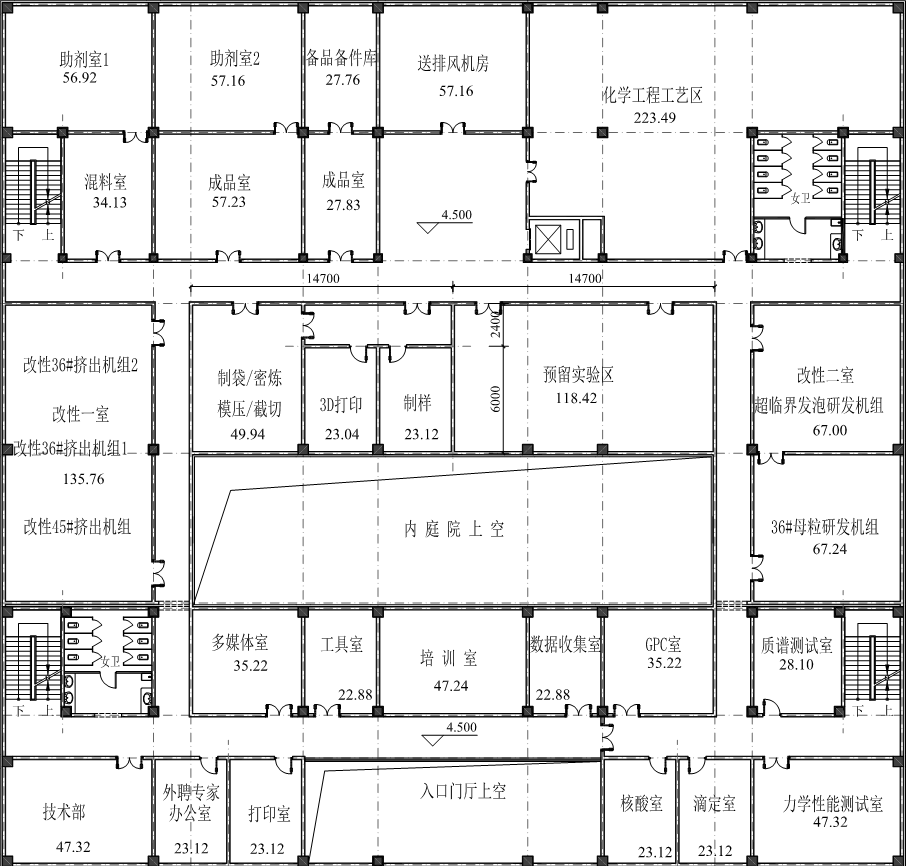 助剂室1
56.92
助剂室2
57.16
备品备件库
27.76
送排风机房
57.16
化学工程工艺区
223.49
混料室
34.13
成品室
57.23
成品室
27.83
4.500
女卫
下 上
下 上
14700
14700
2400
6000
改性36#挤出机组2
改性一室
改性36#挤出机组1
135.76
改性45#挤出机组
制袋/密炼
模压/截切
49.94
3D打印
23.04
制样
23.12
预留实验区
118.42
改性二室
超临界发泡研发机组
67.00
36#母粒研发机组
67.24
内庭院上空
女卫
下 上
多媒体室
35.22
工具室
22.88
培训室
47.24
数据收集室
22.88
GPC室
35.22
质谱测试室
28.10
下 上
4.500
技术部
47.32
外聘专家
办公室
23.12
打印室
23.12
入口门厅上空
核酸室
23.12
滴定室
23.12
力学性能测试室
47.32